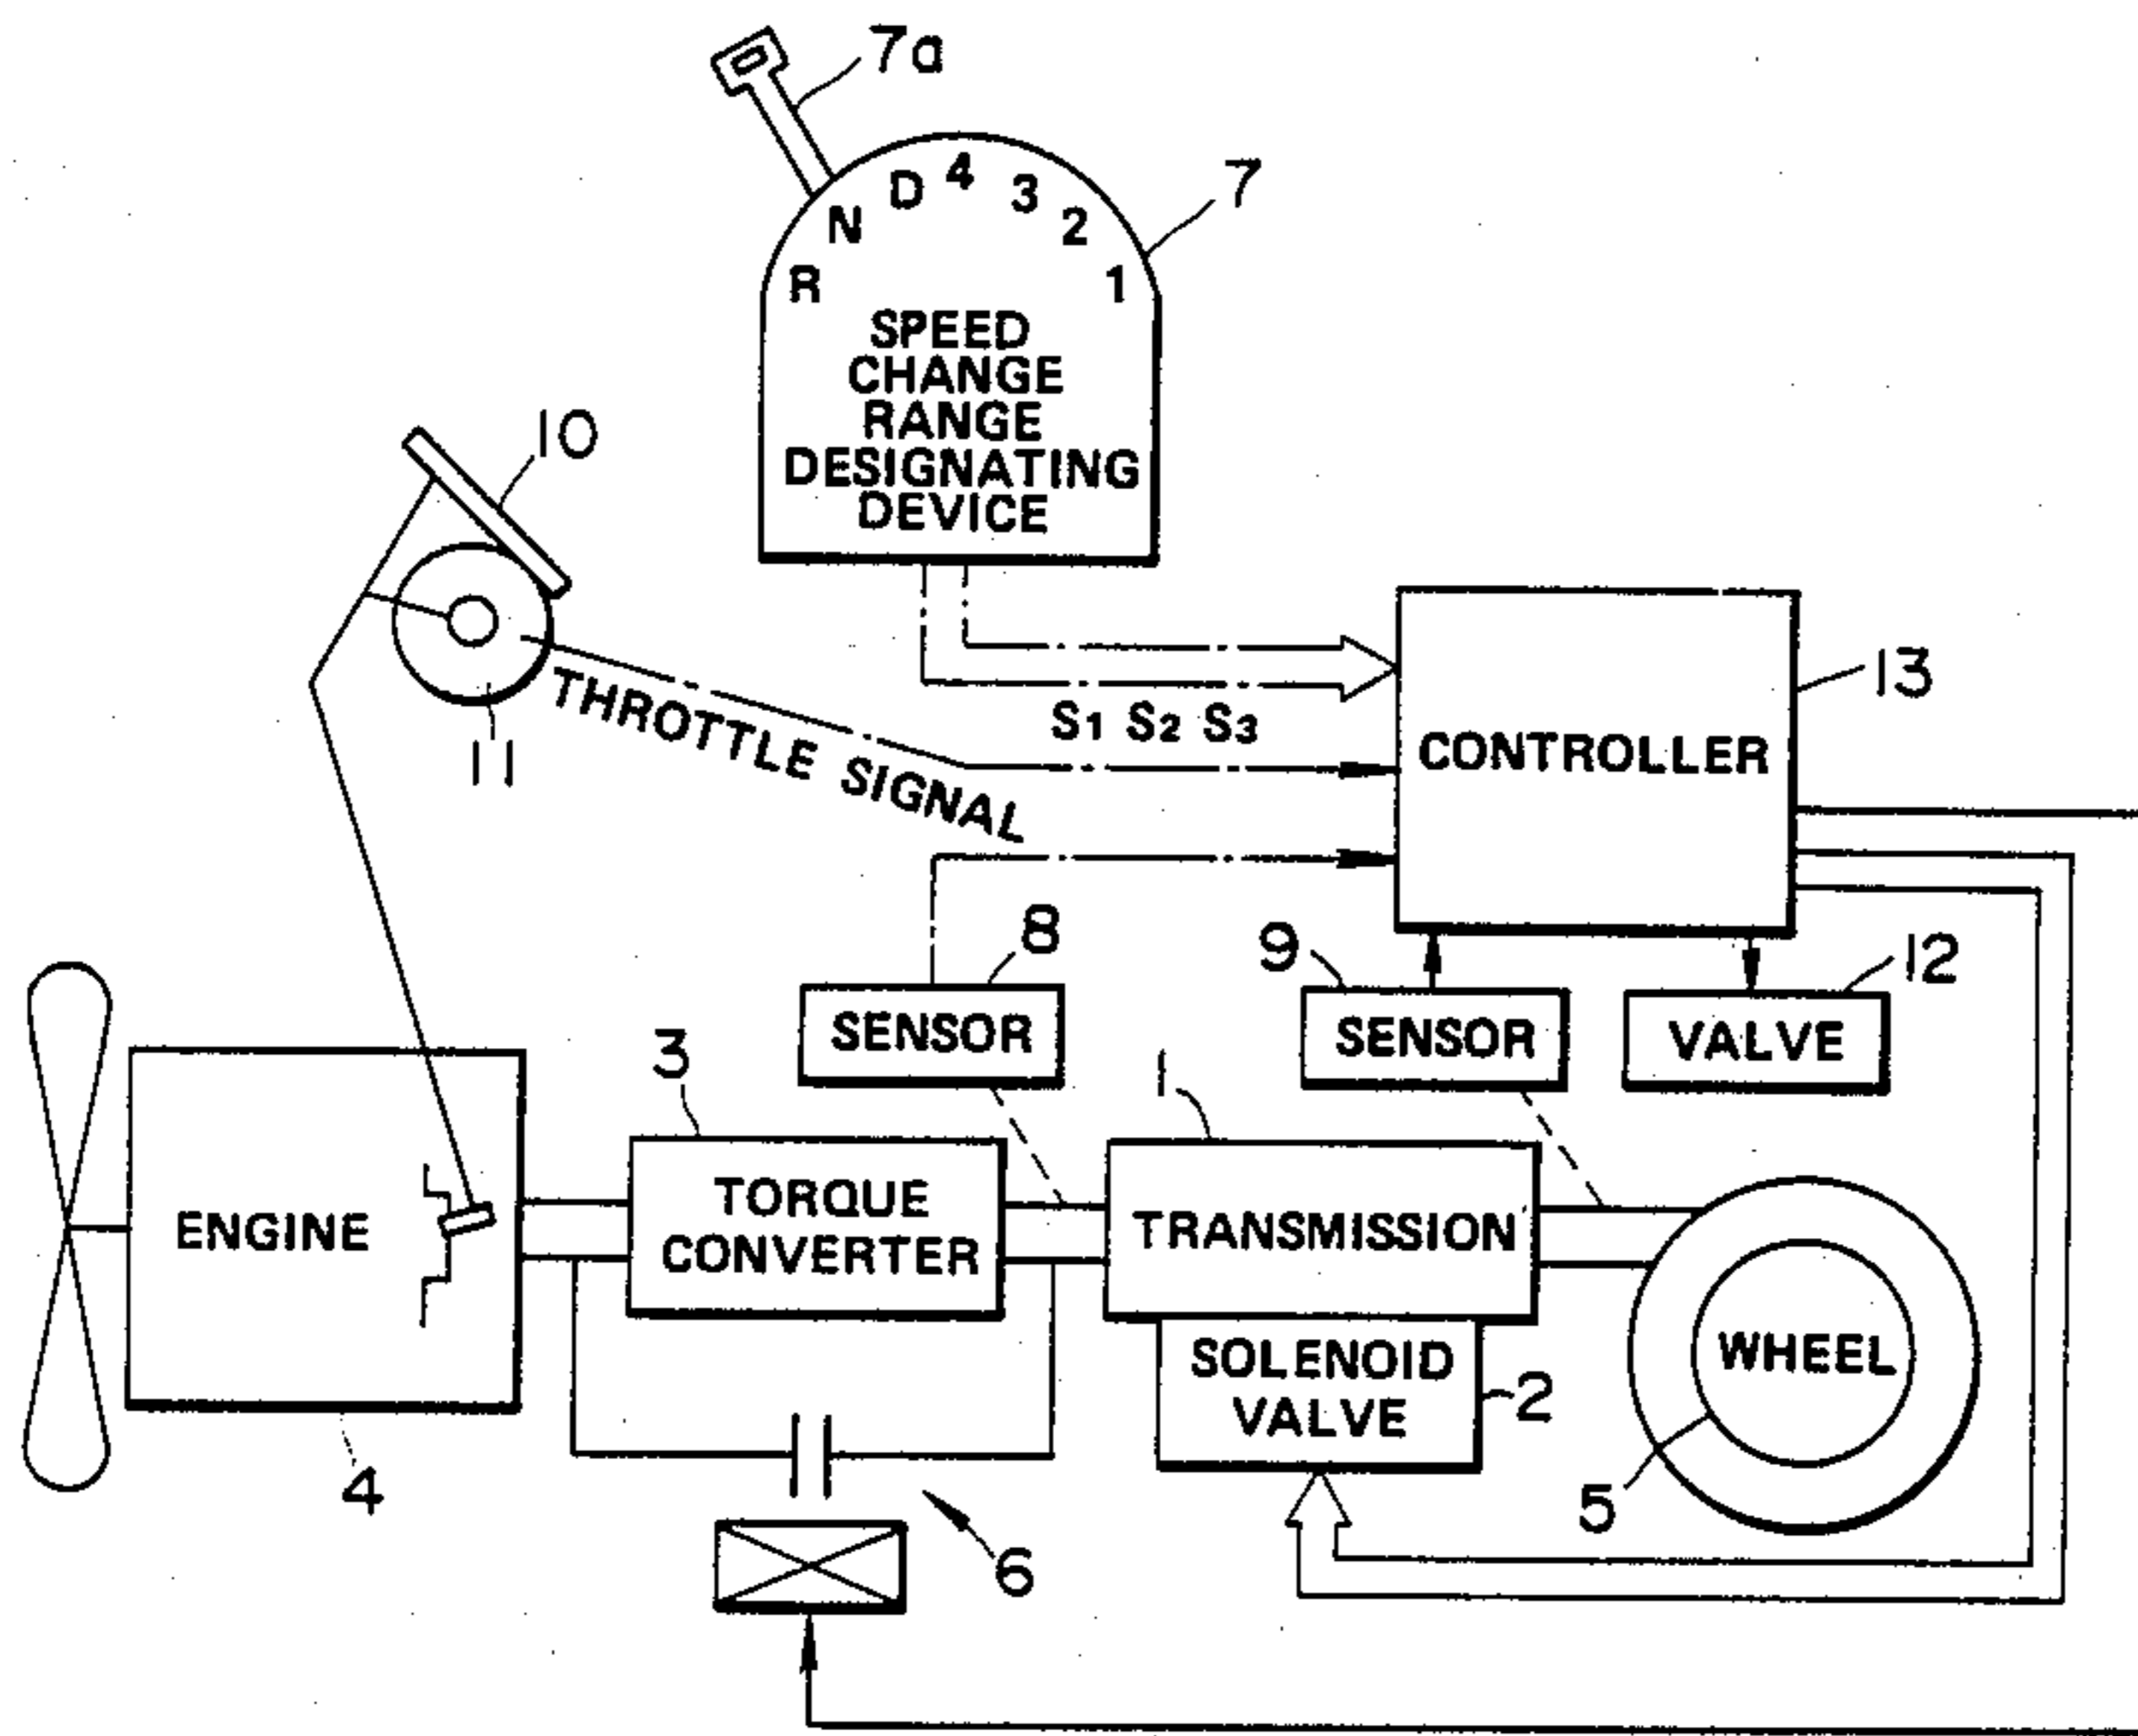 7a
7
R N D 4 3 2 1
SPEED
CHANGE
RANGE
DESIGNATING
DEVICE
10
11
THROTTLE SIGNAL
S1 S2 S3
CONTROLLER
13
8
SENSOR
9
SENSOR
12
VALVE
ENGINE
4
3
TORQUE
CONVERTER
1
TRANSMISSION
SOLENOID
VALVE
2
WHEEL
5
6